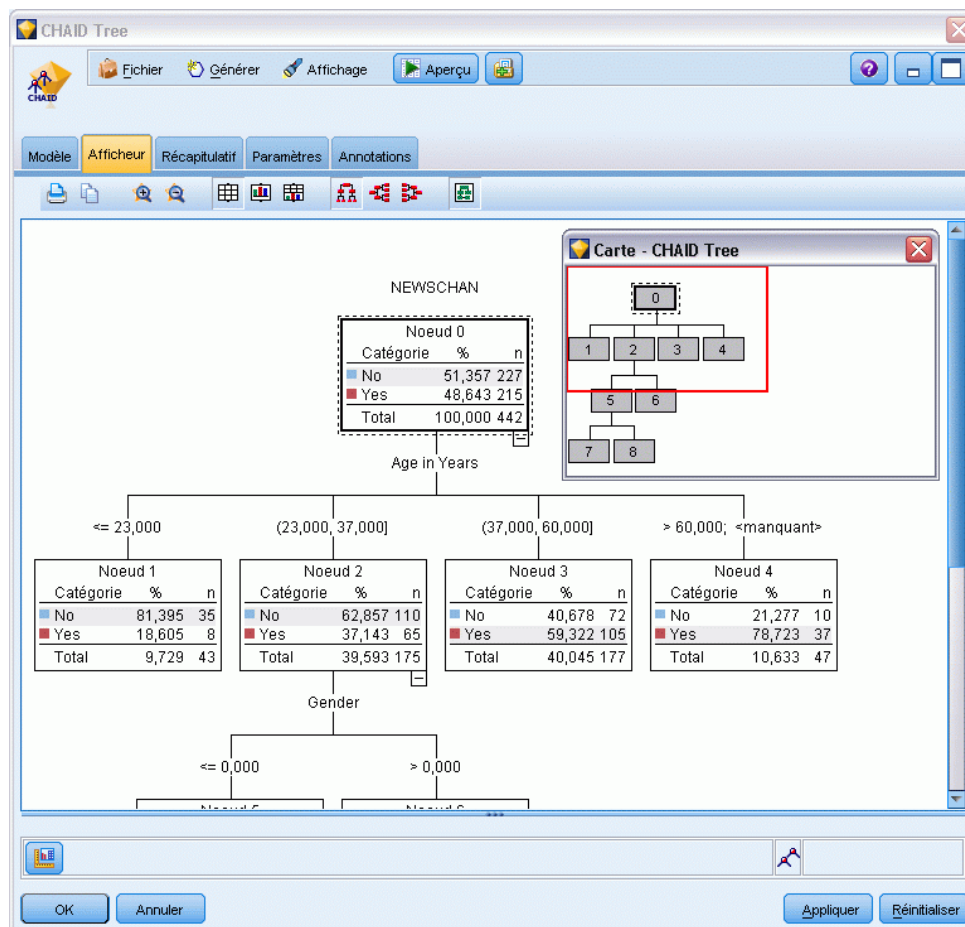 CHAID Tree
CHAID
Fichier Générer Affichage Aperçu
Modèle Afficheur Récapitulatif Paramètres Annotations
Carte - CHAID Tree
0
1 2 3 4
5 6
7 8
NEWSCHAN
Noeud 0
Catégorie % n
No 51,357 227
Yes 48,643 215
Total 100,000 442
Age in Years
<= 23,000 (23,000, 37,000] (37,000, 60,000] > 60,000; <manquant>
Noeud 1
Catégorie % n
No 81,395 35
Yes 18,605 8
Total 9,729 43
Noeud 2
Catégorie % n
No 62,857 110
Yes 37,143 65
Total 39,593 175
Noeud 3
Catégorie % n
No 40,678 72
Yes 59,322 105
Total 40,045 177
Noeud 4
Catégorie % n
No 21,277 10
Yes 78,723 37
Total 10,633 47
Gender
<= 0,000 > 0,000
Noeud 5 Noeud 6
OK Annuler Appliquer Réinitialiser